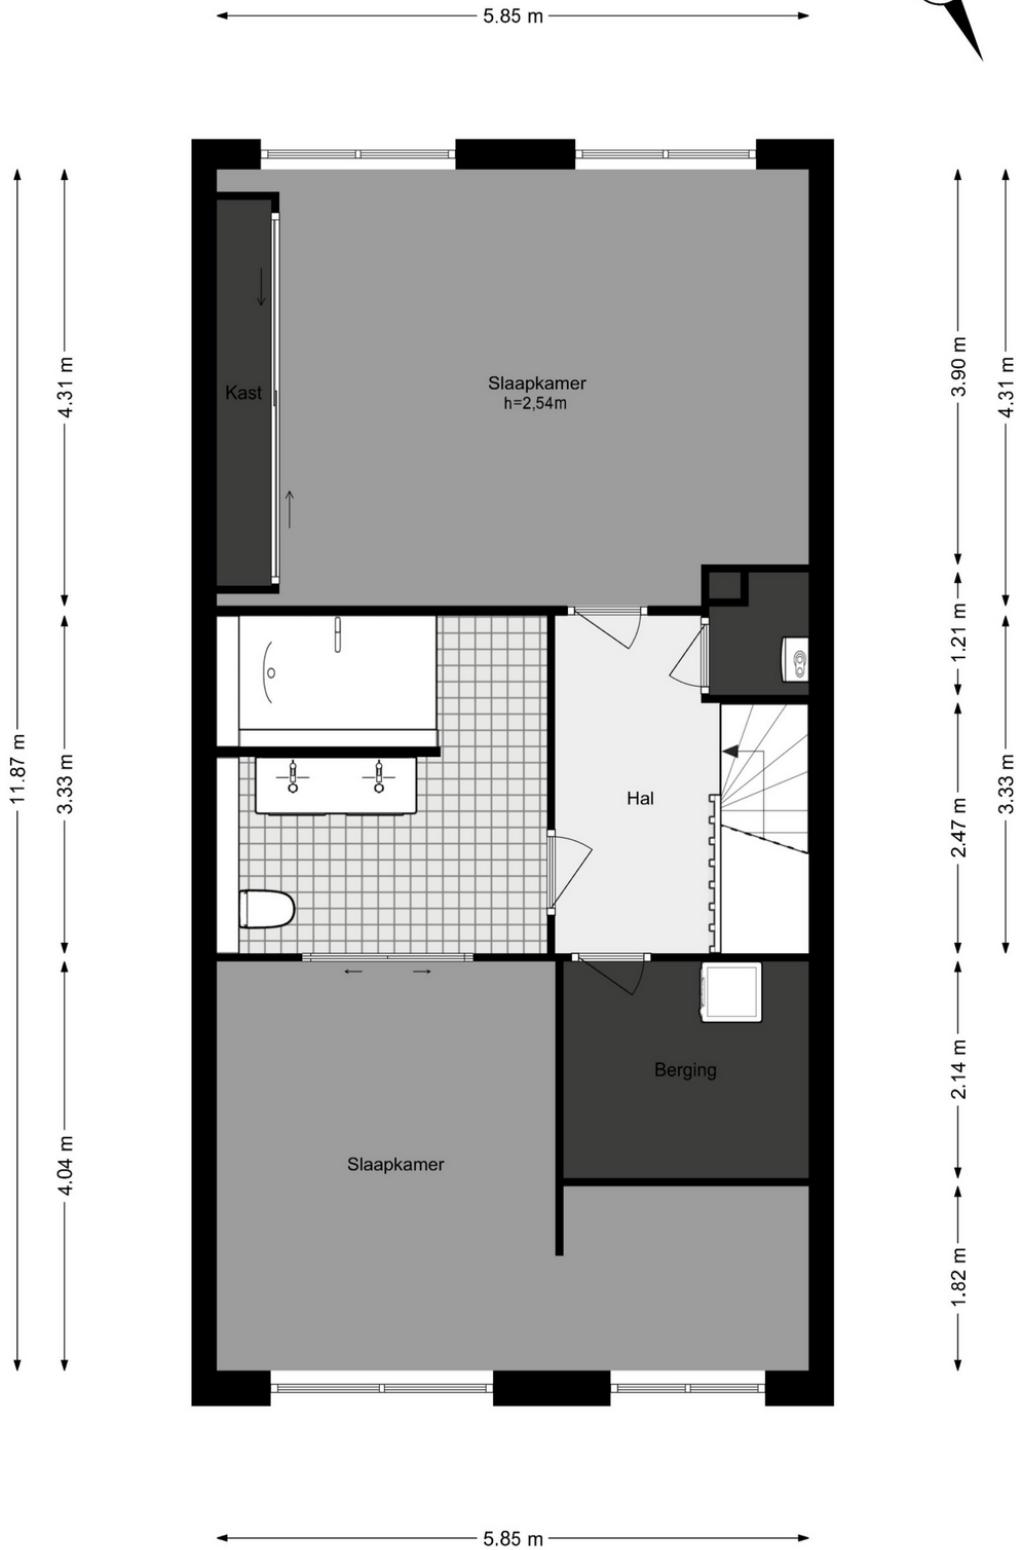 5.85 m
4.31 m
3.90 m
4.31 m
Slaapkamer
h=2,54m
Kast
1.21 m
11.87 m
3.33 m
Hal
2.47 m
3.33 m
Berging
2.14 m
4.04 m
Slaapkamer
1.82 m
5.85 m